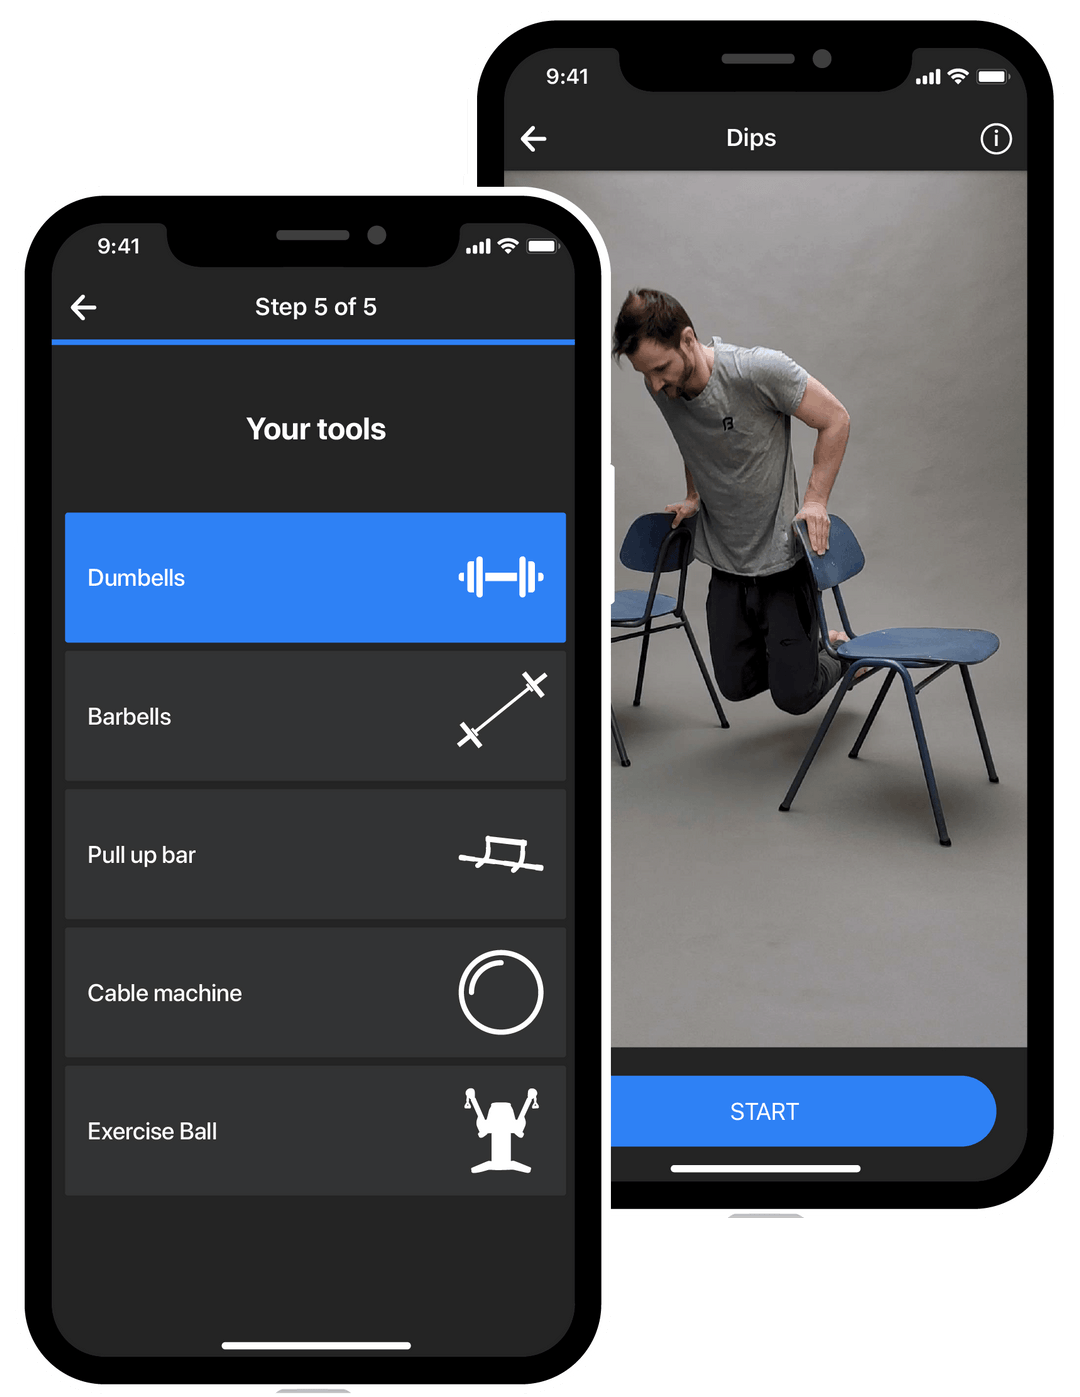 9:41
Dips
9:41
Step 5 of 5
Your tools
Dumbells
Barbells
Pull up bar
Cable machine
Exercise Ball
START